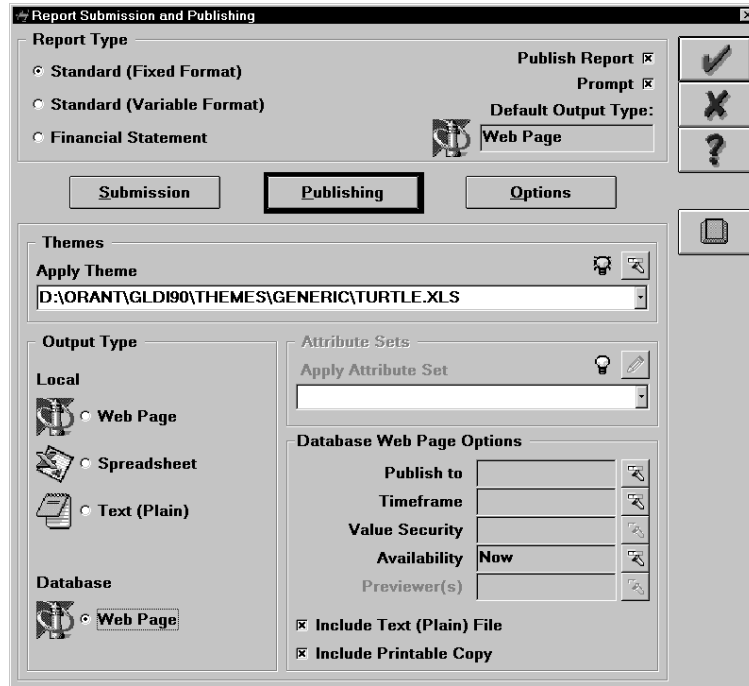 Report Submission and Publishing
Report Type
Standard (Fixed Format)
Standard (Variable Format)
Financial Statement
Publish Report
Prompt
Default Output Type:
Web Page
Submission
Publishing
Options
Themes
Apply Theme
D:\ORANT\GLDI90\THEMES\GENERIC\TURTLE.XLS
Output Type
Local
Web Page
Spreadsheet
Text (Plain)
Database
Web Page
Attribute Sets
Apply Attribute Set
Database Web Page Options
Publish to
Timeframe
Value Security
Availability Now
Previewer(s)
Include Text (Plain) File
Include Printable Copy